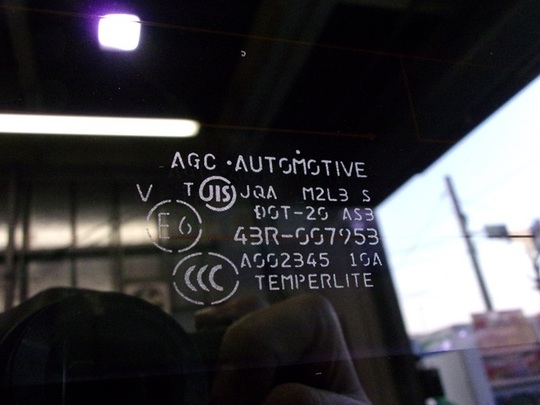 AGC •AUTOMOTIVE
V T JIS JQA M2L3 S
DOT-20 AS3
E6 43R-007953
A002345 10A
CCC TEMPERLITE